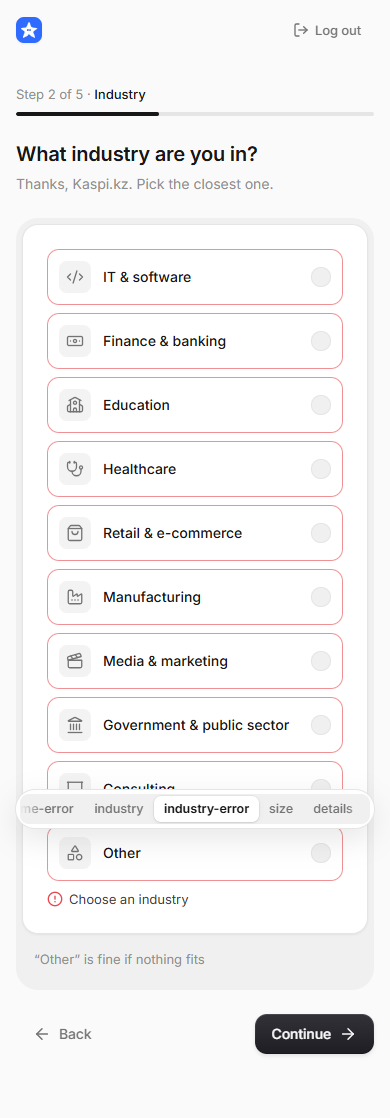 Log out
Step 2 of 5 · Industry
What industry are you in?
Thanks, Kaspi.kz. Pick the closest one.
IT & software
Finance & banking
Education
Healthcare
Retail & e-commerce
Manufacturing
Media & marketing
Government & public sector
Consulting
me-error industry industry-error size details
Other
Choose an industry
“Other” is fine if nothing fits
Back Continue